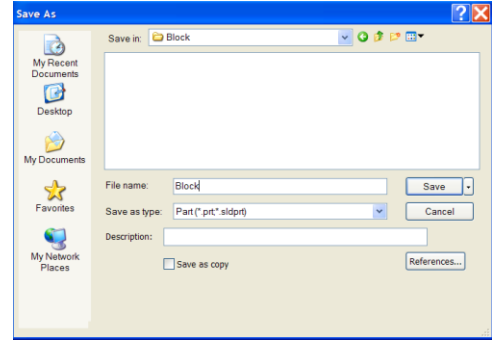 Save As
Save in: Block
My Recent
Documents
Desktop
My Documents
Favorites
My Network
Places
File name: Block
Save
Save as type: Part (*.prt;*.sldprt)
Cancel
Description:
Save as copy
References...